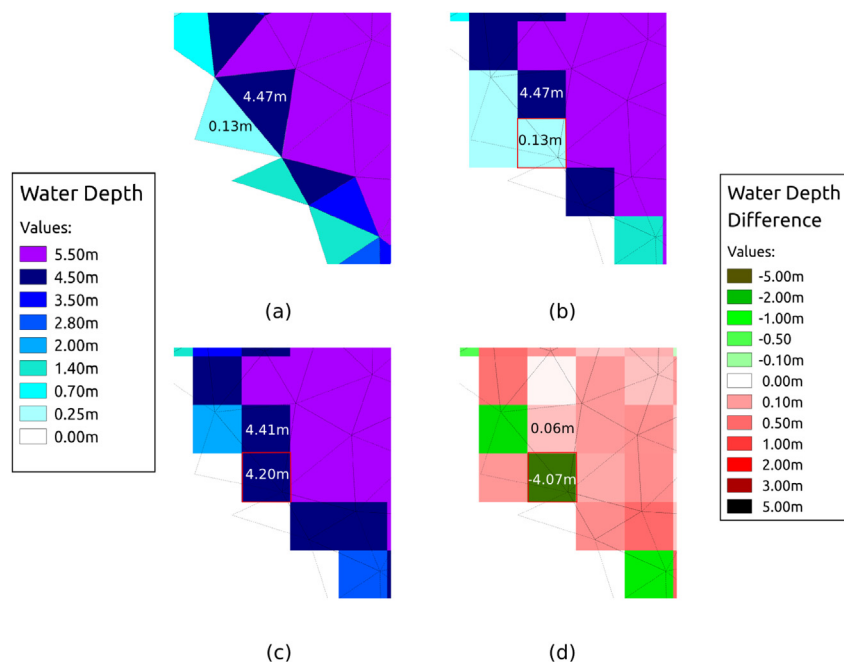 4.47m
0.13m
4.47m
0.13m
(a)
(b)
Water Depth
Values:
5.50m
4.50m
3.50m
2.80m
2.00m
1.40m
0.70m
0.25m
0.00m
Water Depth
Difference
Values:
-5.00m
-2.00m
-1.00m
-0.50
-0.10m
0.00m
0.10m
0.50m
1.00m
2.00m
3.00m
5.00m
4.41m
4.20m
0.06m
-4.07m
(c)
(d)